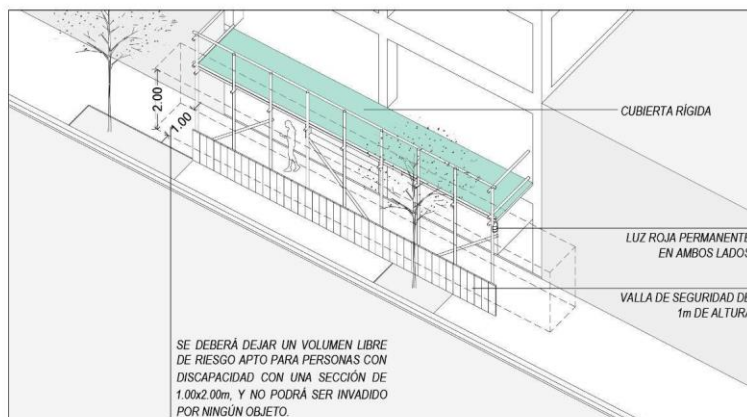 2.00
1.00
CUBIERTA RÍGIDA
LUZ ROJA PERMANENTE
EN AMBOS LADOS
VALLA DE SEGURIDAD DE
1m DE ALTURA
SE DEBERÁ DEJAR UN VOLUMEN LIBRE
DE RIESGO APTO PARA PERSONAS CON
DISCAPACIDAD CON UNA SECCIÓN DE
1.00x2.00m, Y NO PODRÁ SER INVADIDO
POR NINGÚN OBJETO.